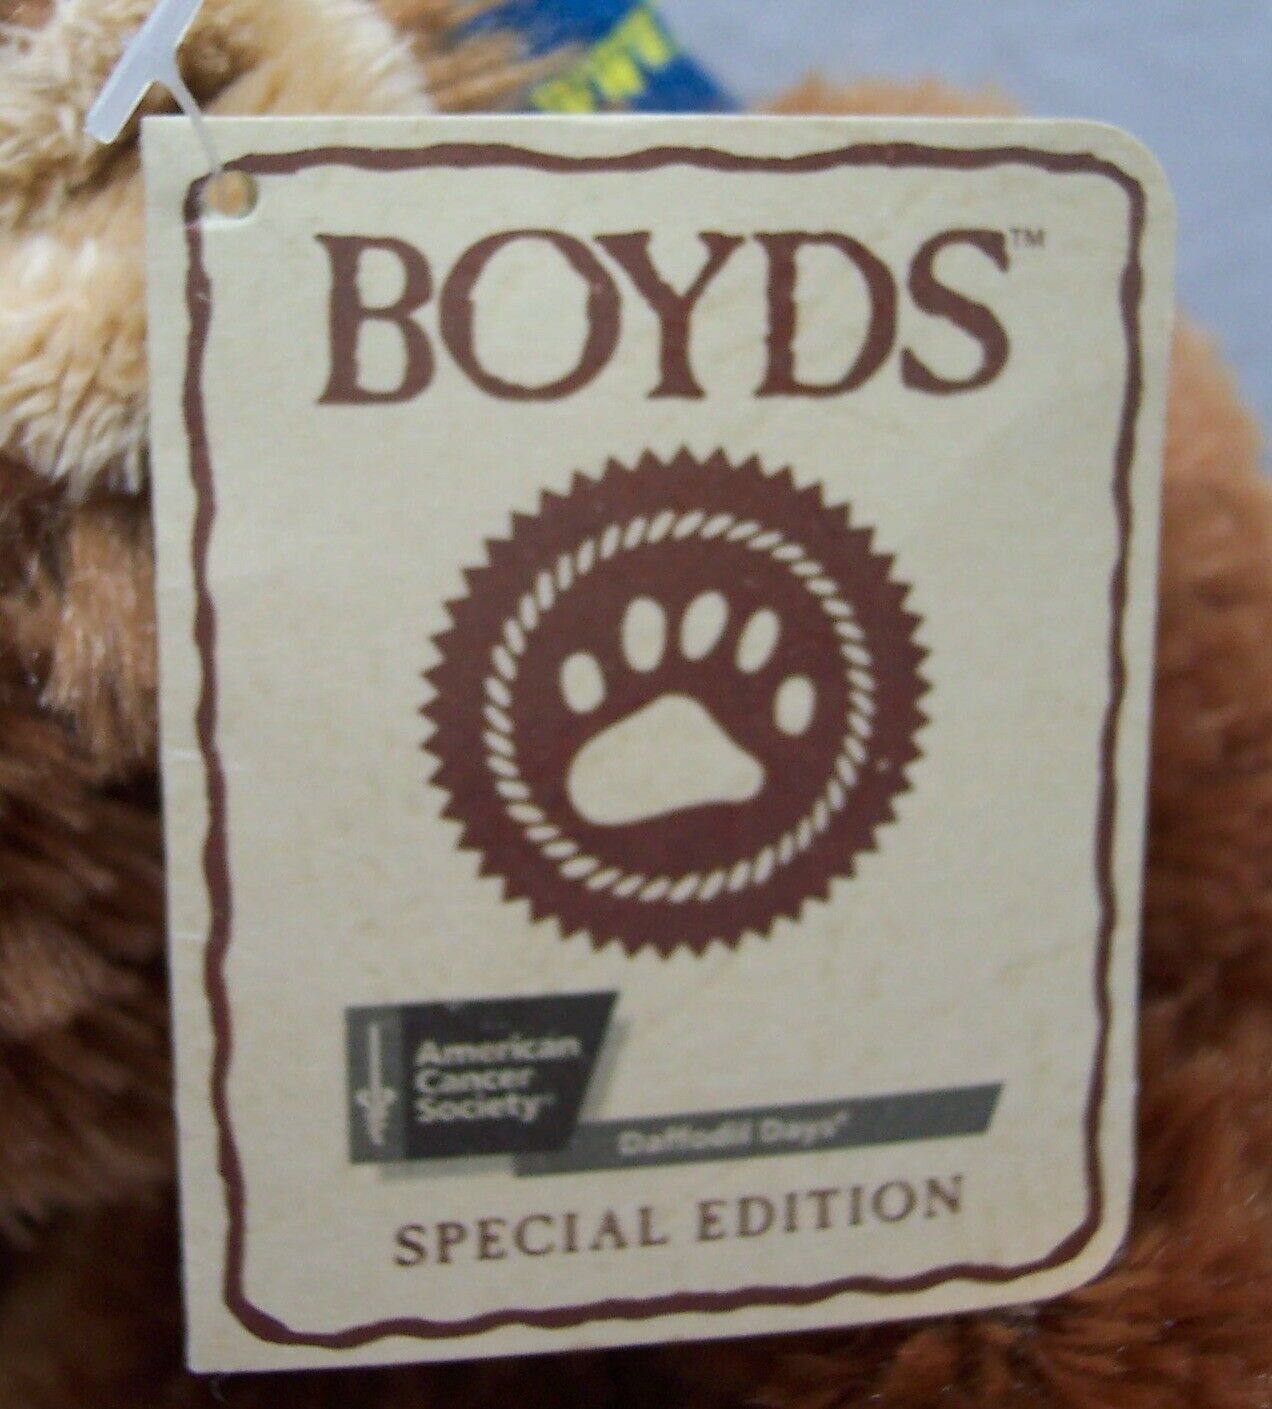 BOYDS™
American
Cancer
Society®
Daffodil Days®
SPECIAL EDITION